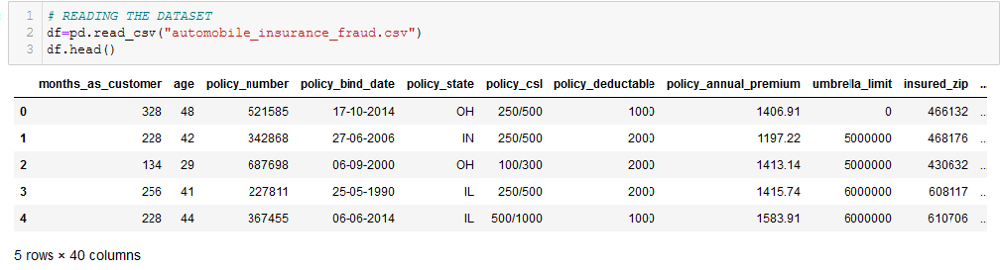 1 # READING THE DATASET
2 df=pd.read_csv("automobile_insurance_fraud.csv")
3 df.head()
months_as_customer age policy_number policy_bind_date policy_state policy_csl policy_deductable policy_annual_premium umbrella_limit insured_zip ...
0 328 48 521585 17-10-2014 OH 250/500 1000 1406.91 0 466132 ...
1 228 42 342868 27-06-2006 IN 250/500 2000 1197.22 5000000 468176 ...
2 134 29 687698 06-09-2000 OH 100/300 2000 1413.14 5000000 430632 ...
3 256 41 227811 25-05-1990 IL 250/500 2000 1415.74 6000000 608117 ...
4 228 44 367455 06-06-2014 IL 500/1000 1000 1583.91 6000000 610706 ...
5 rows × 40 columns